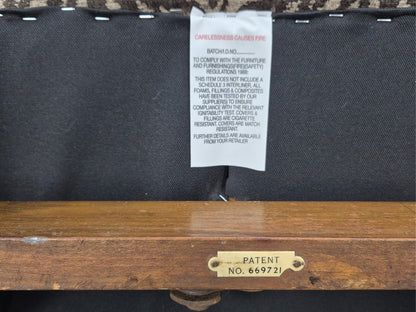 CARELESSNESS CAUSES FIRE
BATCH/I.D NO..............
TO COMPLY WITH THE FURNITURE
AND FURNISHINGS(FIRE)(SAFETY)
REGULATIONS 1988:
THIS ITEM DOES NOT INCLUDE A
SCHEDULE 3 INTERLINER, ALL
FOAMS, FILLINGS & COMPOSITES
HAVE BEEN TESTED BY OUR
SUPPLIER(S) TO ENSURE
COMPLIANCE WITH THE RELEVANT
IGNITABILITY TEST. COVERS &
FILLINGS ARE CIGARETTE
RESISTANT. COVERS ARE MATCH
RESISTANT.
FURTHER DETAILS ARE AVAILABLE
FROM YOUR RETAILER
PATENT
NO. 669721